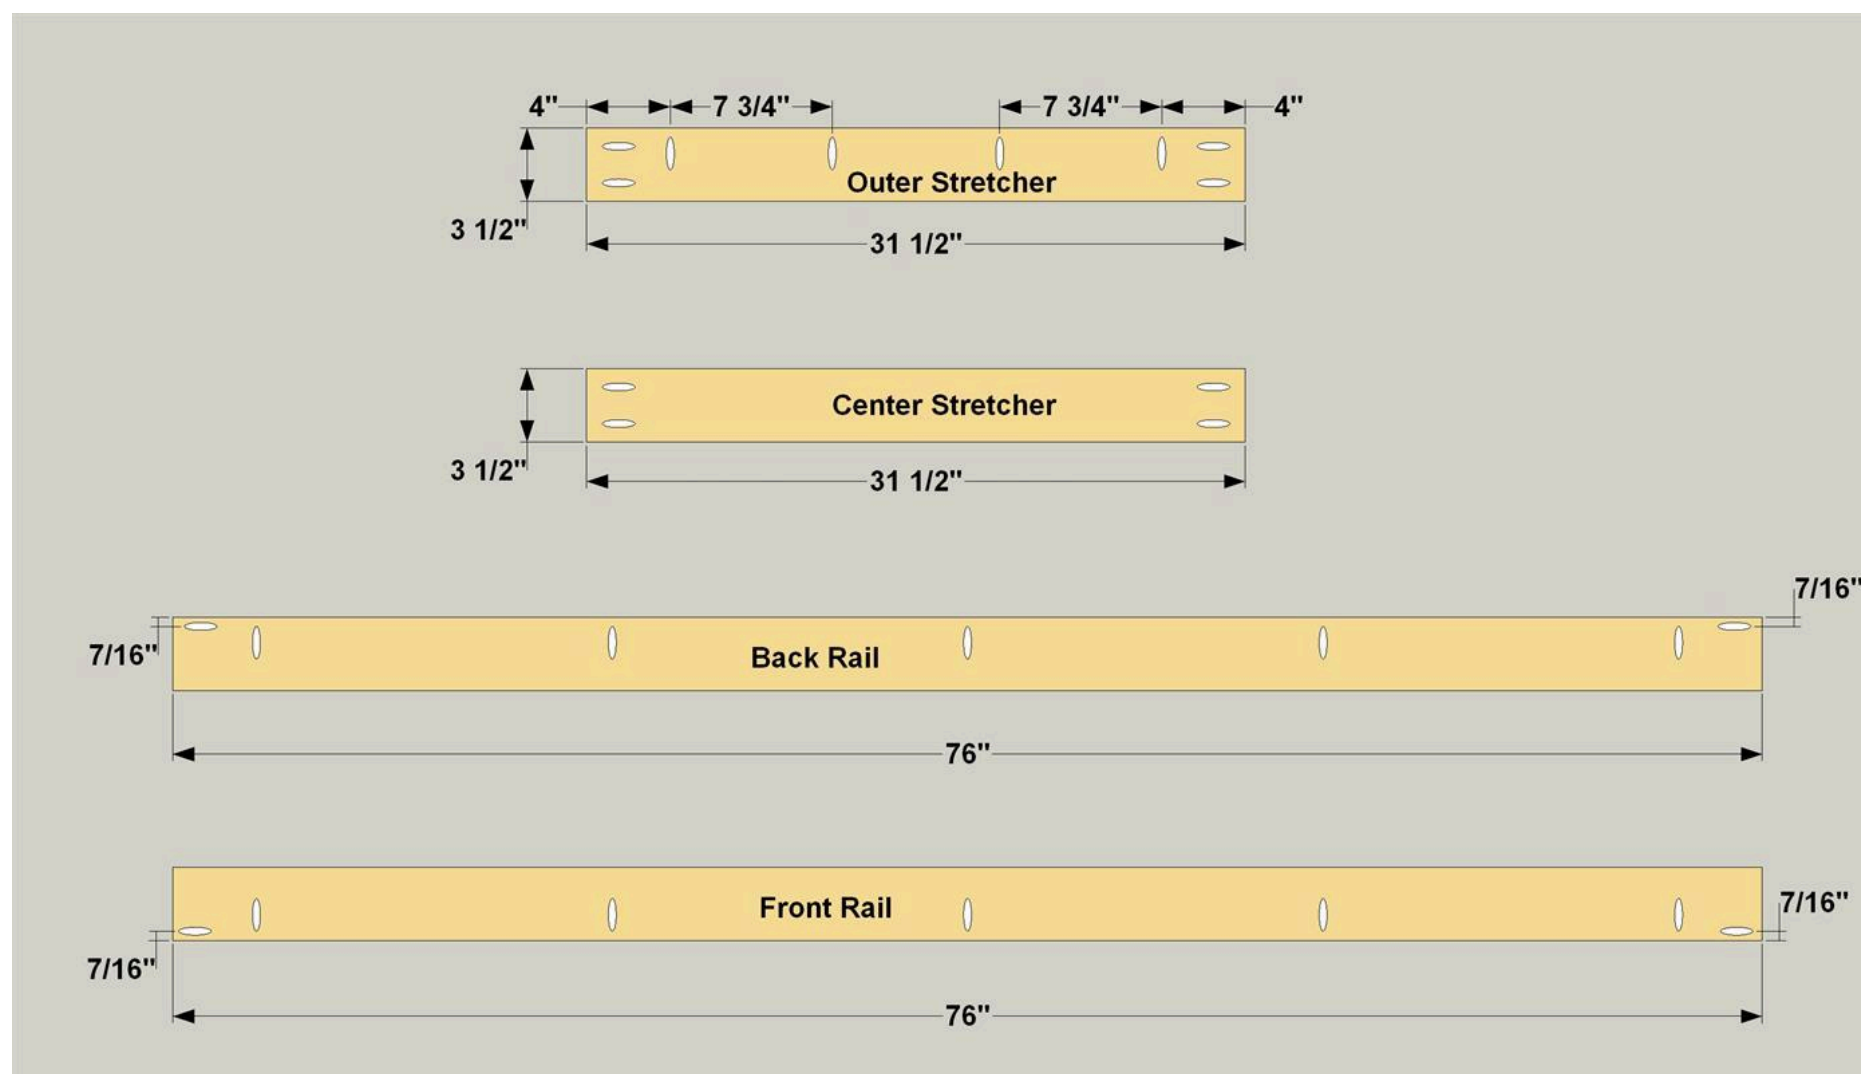 4" 7 3/4" 7 3/4" 4"
Outer Stretcher
3 1/2"
31 1/2"
Center Stretcher
3 1/2"
31 1/2"
7/16"
7/16"
Back Rail
76"
7/16"
Front Rail
7/16"
76"